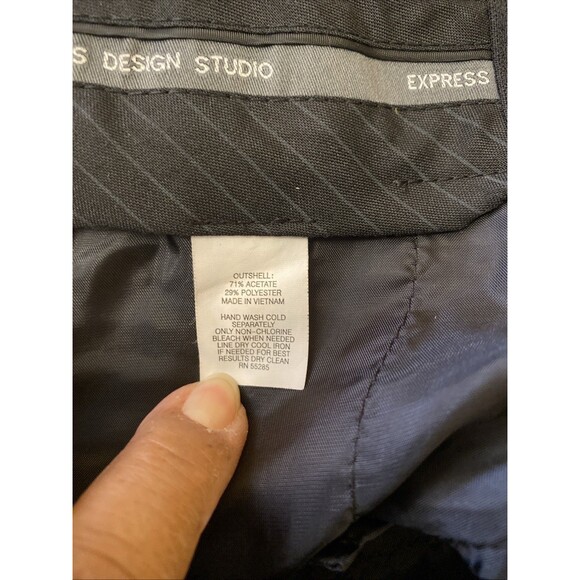 S DESIGN STUDIO EXPRESS
OUTSHELL:
71% ACETATE
29% POLYESTER
MADE IN VIETNAM
HAND WASH COLD
SEPARATELY
ONLY NON-CHLORINE
BLEACH WHEN NEEDED
LINE DRY COOL IRON
IF NEEDED FOR BEST
RESULTS DRY CLEAN
RN 55285